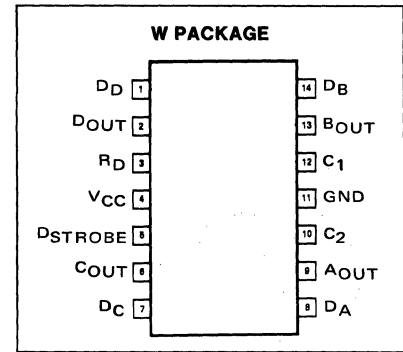 W PACKAGE
DD 1
DOUT 2
RD 3
VCC 4
DSTROBE 5
COUT 6
DC 7
14 DB
13 BOUT
12 C1
11 GND
10 C2
9 AOUT
8 DA